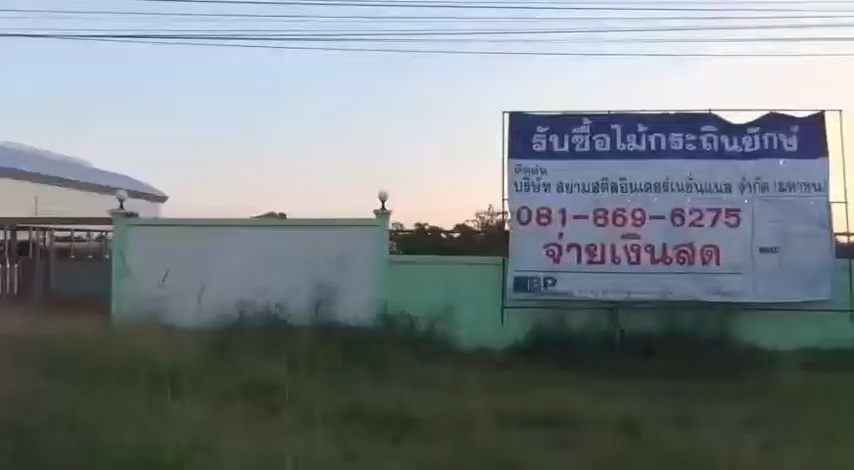 รับซื้อไม้กระถินยักษ์
ติดต่อ
บริษัท สยามสตีลอินเตอร์เนชั่นแนล จำกัด (มหาชน)
081-869-6275
จ่ายเงินสด
BP